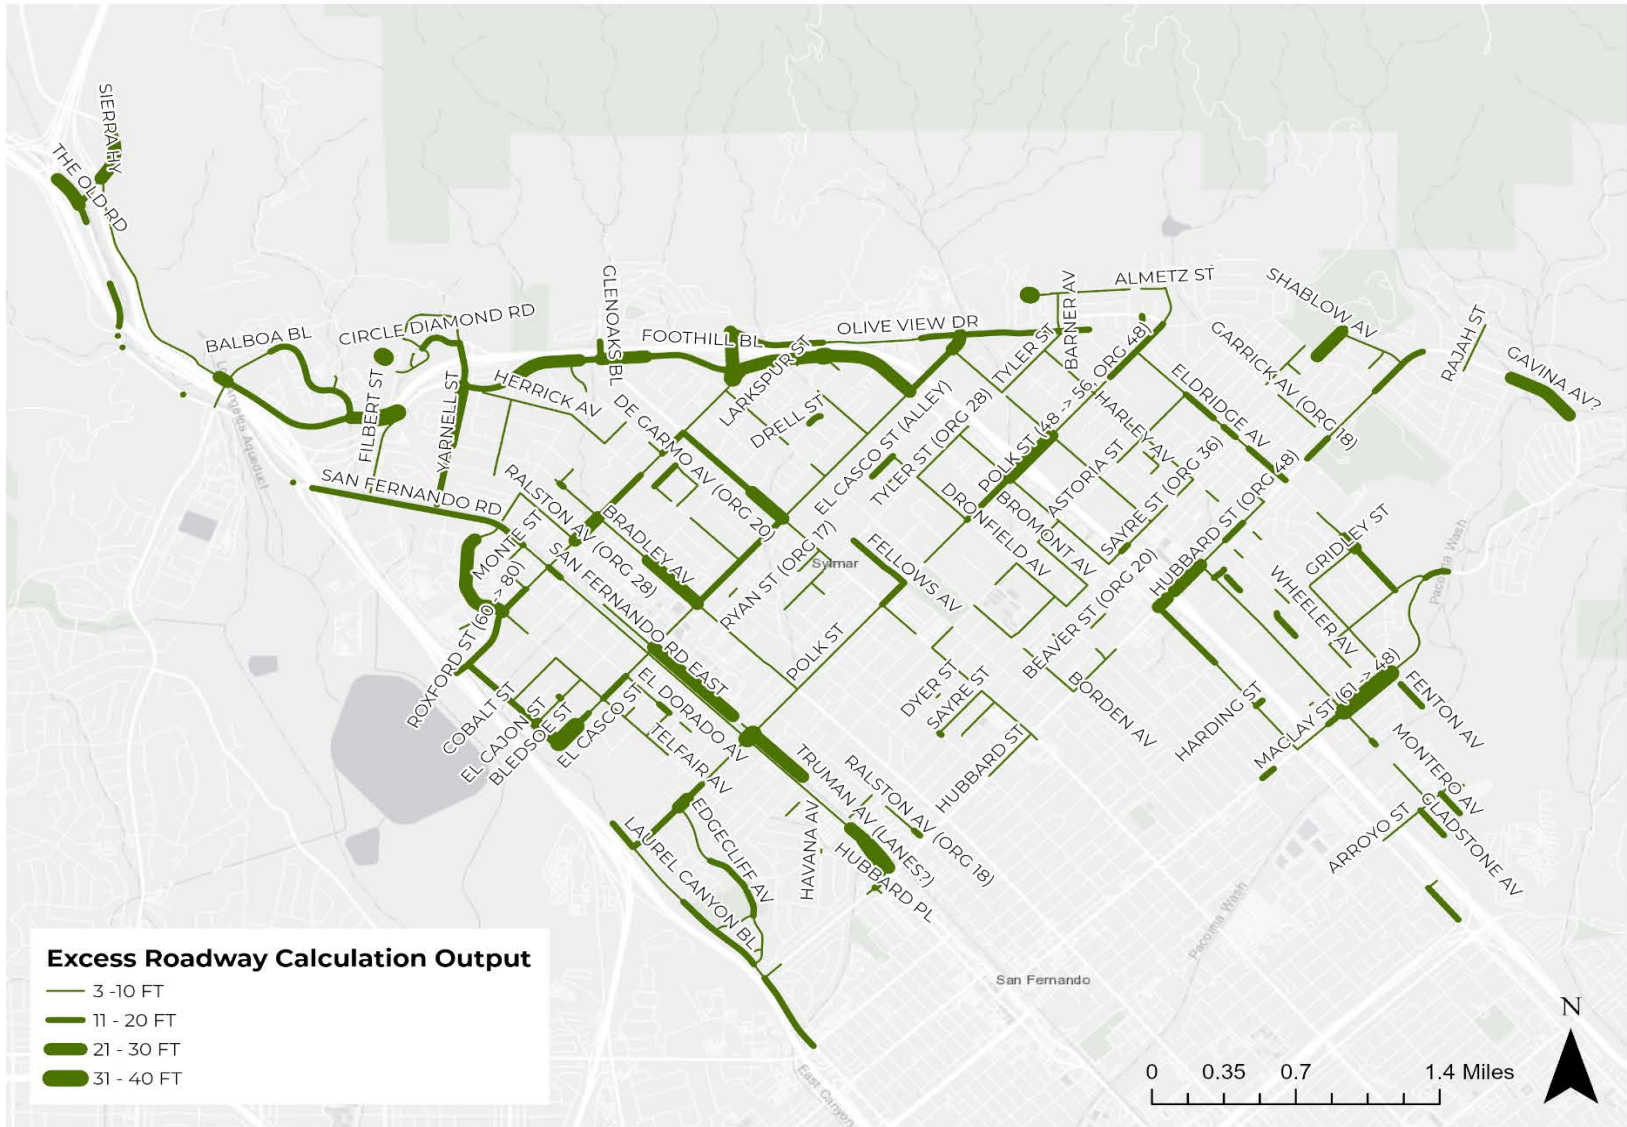 SIERRA HY
THE OLD RD
BALBOA BL
CIRCLE DIAMOND RD
GLENOAKS BL
FOOTHILL BL
OLIVE VIEW DR
ALMETZ ST
BARNER AV
TYLER ST
SHABLOW AV
GARRICK AV (ORG 18)
RAJAH ST
GAVINA AV?
FILBERT ST
YARNELL ST
HERRICK AV
LARKSPUR ST
DRELL ST
DE GARMO AV (ORG 20)
EL CASCO ST (ALLEY)
TYLER ST (ORG 28)
POLK ST (48 -> 56, ORG 48)
HARLEY AV
ELDRIDGE AV
ASTORIA ST
SAYRE ST (ORG 36)
HUBBARD ST (ORG 48)
SAN FERNANDO RD
RALSTON AV (ORG 28)
BRADLEY AV
MONTE ST
SAN FERNANDO RD EAST
RYAN ST (ORG 17)
Sylmar
FELLOWS AV
DRONFIELD AV
BROMONT AV
BEAVER ST (ORG 20)
GRIDLEY ST
WHEELER AV
Pacoima Wash
ROXFORD ST (60 -> 80)
COBALT ST
EL CAJON ST
BLEDSOE ST
EL CASCO ST
EL DORADO AV
TELFAIR AV
POLK ST
DYER ST
SAYRE ST
HUBBARD ST
BORDEN AV
HARDING ST
MACLAY ST (61 -> 48)
FENTON AV
MONTERO AV
GLADSTONE AV
ARROYO ST
EDGECLIFF AV
LAUREL CANYON BL
HAVANA AV
TRUMAN AV (LANES?)
RALSTON AV (ORG 18)
HUBBARD PL
Pacoima Wash
San Fernando
East Canyon
Excess Roadway Calculation Output
3 -10 FT
11 - 20 FT
21 - 30 FT
31 - 40 FT
N
0 0.35 0.7 1.4 Miles